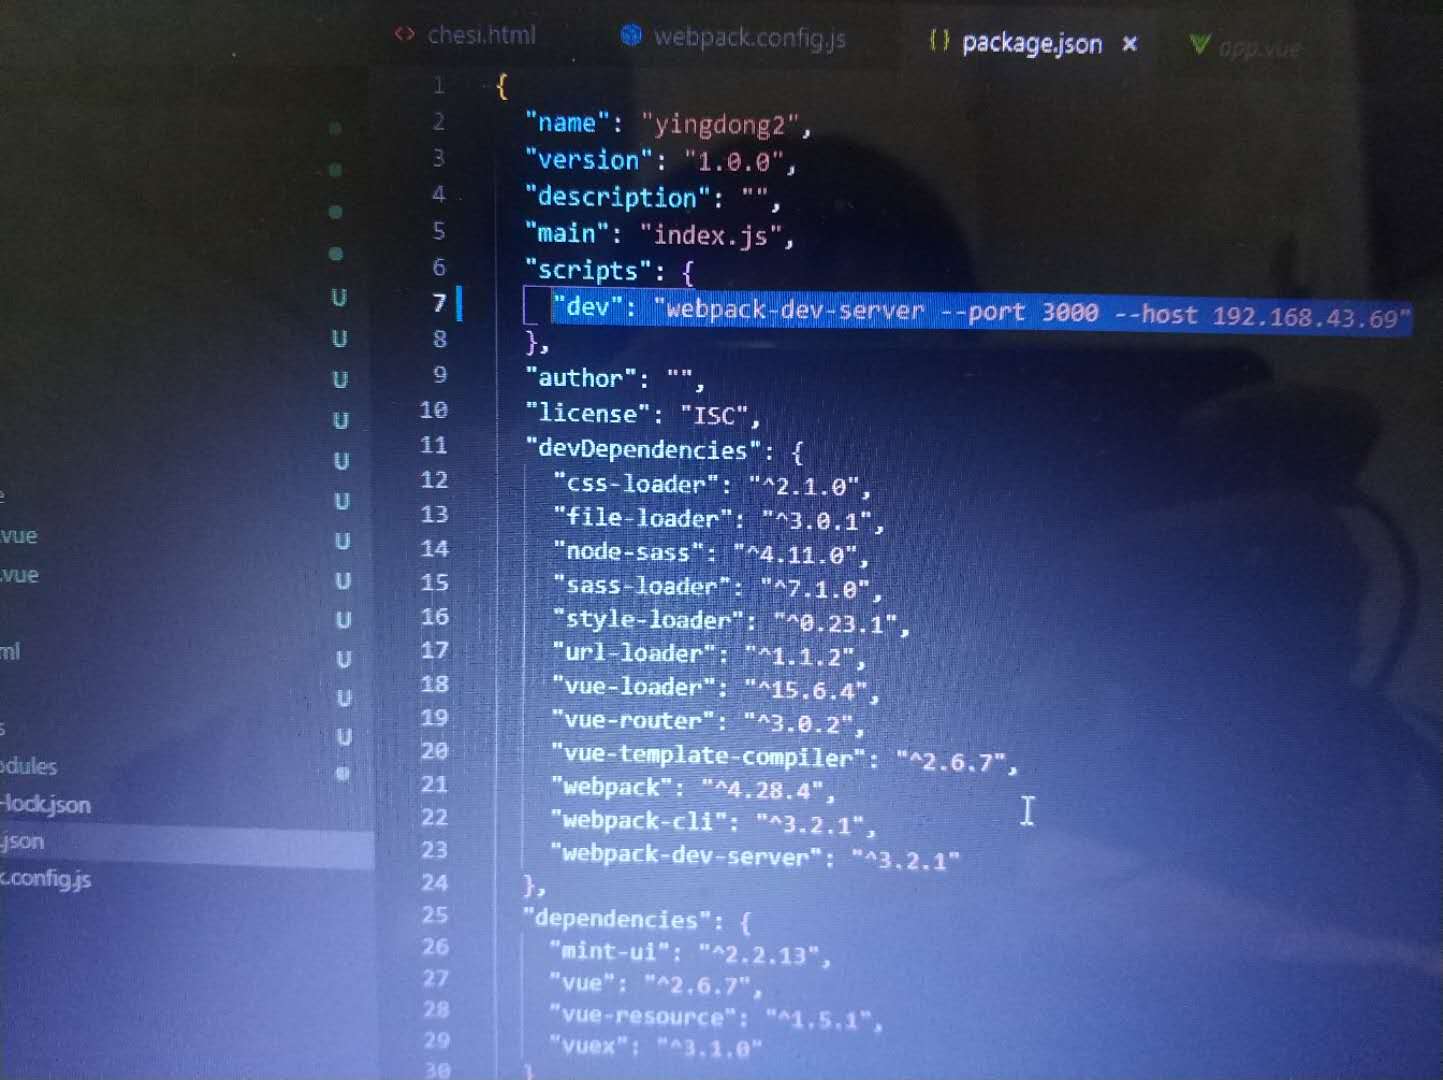 chesi.html webpack.config.js {} package.json × app.vue
1 {
2 "name": "yingdong2",
3 "version": "1.0.0",
4 "description": "",
5 "main": "index.js",
6 "scripts": {
7 "dev": "webpack-dev-server --port 3000 --host 192.168.43.69"
8 },
9 "author": "",
10 "license": "ISC",
11 "devDependencies": {
12 "css-loader": "^2.1.0",
13 "file-loader": "^3.0.1",
14 "node-sass": "^4.11.0",
15 "sass-loader": "^7.1.0",
16 "style-loader": "^0.23.1",
17 "url-loader": "^1.1.2",
18 "vue-loader": "^15.6.4",
19 "vue-router": "^3.0.2",
20 "vue-template-compiler": "^2.6.7",
21 "webpack": "^4.28.4",
22 "webpack-cli": "^3.2.1",
23 "webpack-dev-server": "^3.2.1"
24 },
25 "dependencies": {
26 "mint-ui": "^2.2.13",
27 "vue": "^2.6.7",
28 "vue-resource": "^1.5.1",
29 "vuex": "^3.1.0"
30 }
U
U
U
U
U
U
U
U
U
U
U
U
.vue
.vue
ml
s
odules
-lock.json
json
.config.js